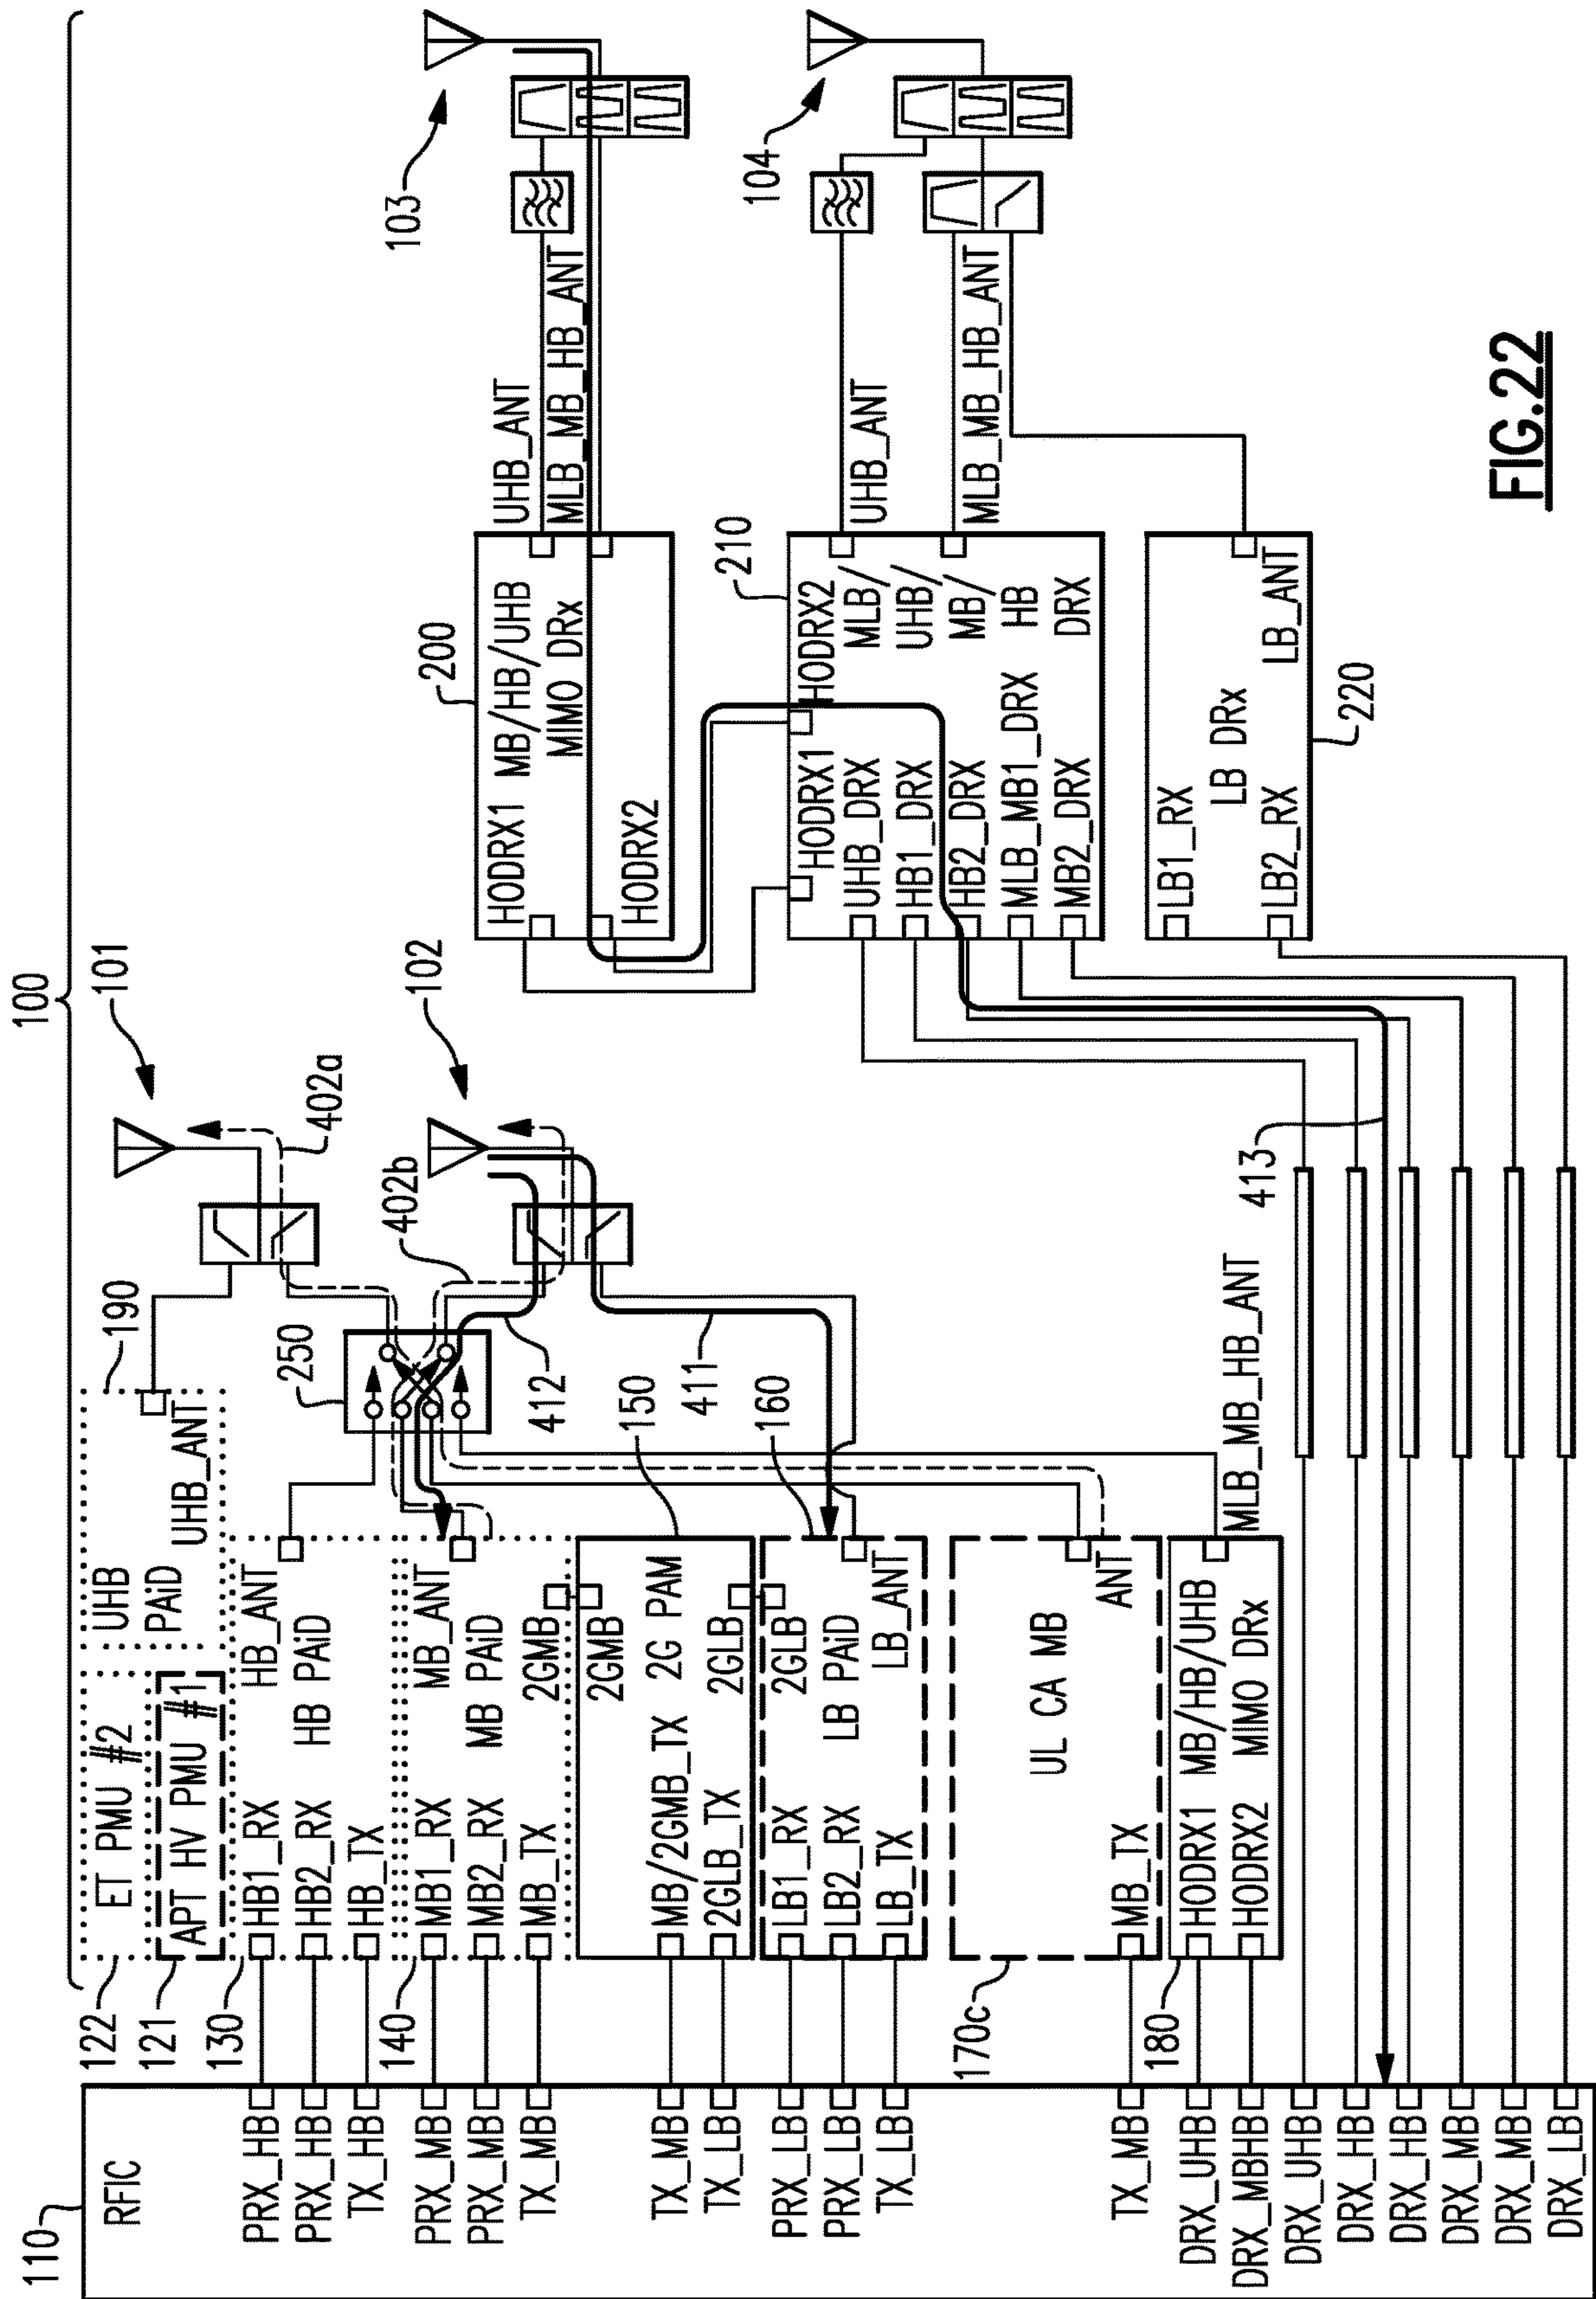 100
110
RFIC
PRX_HB
PRX_HB
TX_HB
PRX_MB
PRX_MB
TX_MB
TX_MB
TX_LB
PRX_LB
PRX_LB
TX_LB
TX_MB
DRX_UHB
DRX_MBHB
DRX_UHB
DRX_HB
DRX_HB
DRX_MB
DRX_MB
DRX_LB
122
ET PMU #2
121
APT HV PMU #1
190
UHB
PAiD
UHB_ANT
130
HB1_RX
HB2_RX
HB_TX
HB_ANT
HB PAiD
140
MB1_RX
MB2_RX
MB_TX
MB_ANT
MB PAiD
2GMB
150
2GMB
MB/2GMB_TX
2G PAM
2GLB_TX
2GLB
160
2GLB
LB1_RX
LB2_RX
LB_TX
LB PAiD
LB_ANT
170c
UL CA MB
MB_TX
ANT
180
HODRX1
MB/HB/UHB
HODRX2
MIMO DRx
MLB_MB_HB_ANT
250
101
402a
102
402b
412
411
413
200
HODRX1
MB/HB/UHB
MIMO DRx
HODRX2
UHB_ANT
MLB_MB_HB_ANT
103
210
HODRX1
HODRX2
UHB_DRX
MLB/
HB1_DRX
UHB/
HB2_DRX
MB/
MLB_MB1_DRX
HB
MB2_DRX
DRX
UHB_ANT
MLB_MB_HB_ANT
104
220
LB1_RX
LB DRx
LB2_RX
LB_ANT
FIG.22